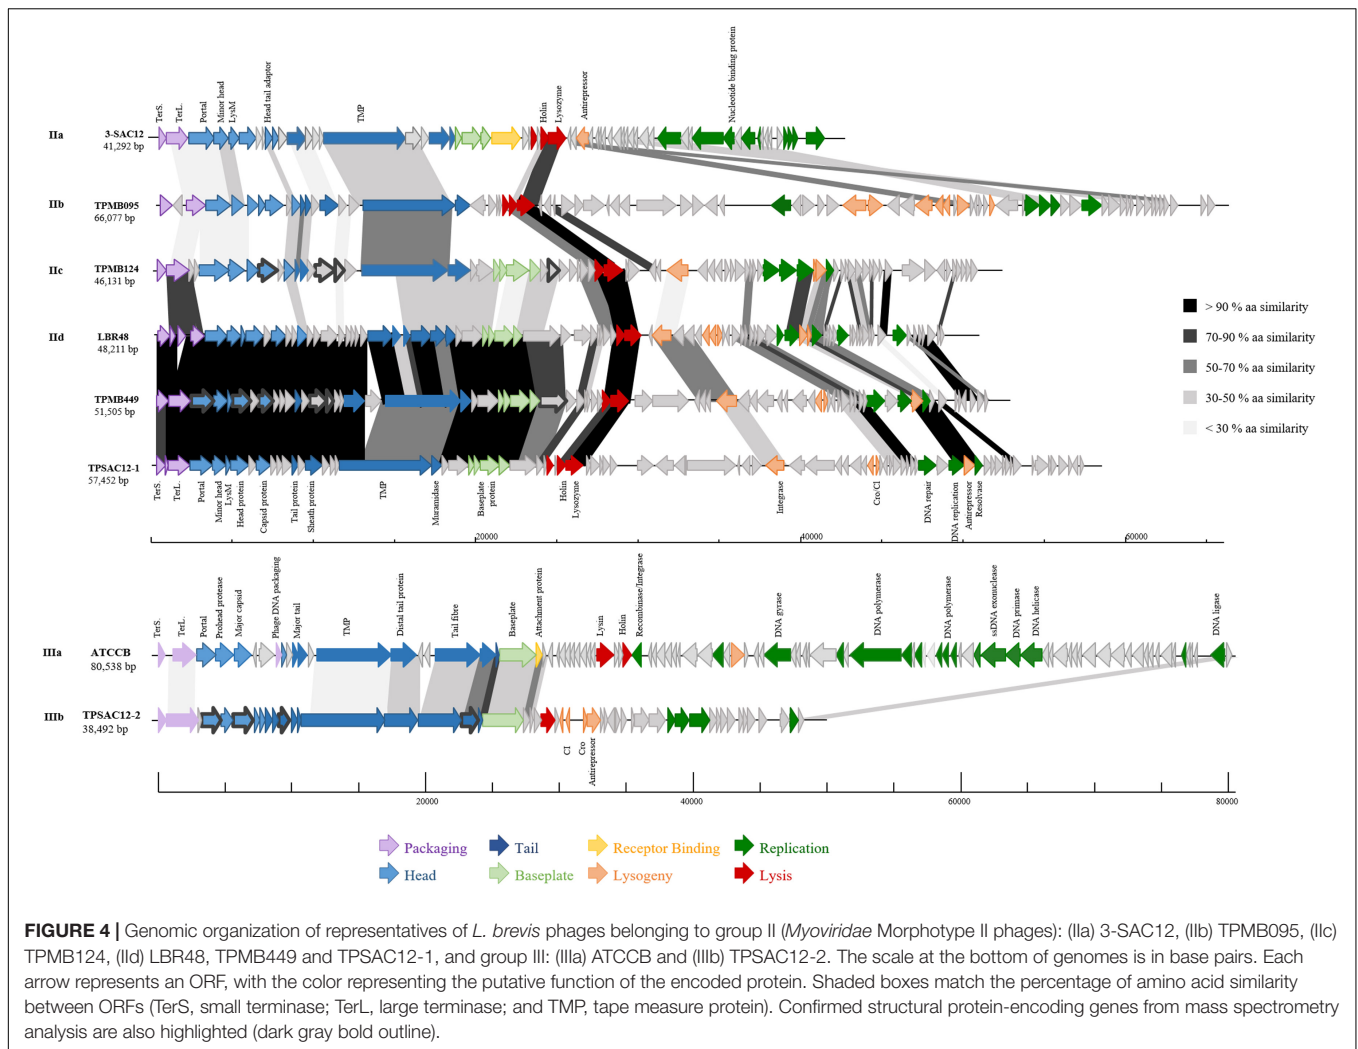 TerS.
TerL.
Portal
Minor head
LysM
Head tail adaptor
TMP
Holin
Lysozyme
Antirepressor
Nucleotide binding protein
IIa
3-SAC12
41,292 bp
IIb
TPMB095
66,077 bp
IIc
TPMB124
46,131 bp
IId
LBR48
48,211 bp
TPMB449
51,505 bp
TPSAC12-1
57,452 bp
> 90 % aa similarity
70-90 % aa similarity
50-70 % aa similarity
30-50 % aa similarity
< 30 % aa similarity
TerS.
TerL.
Portal
Minor head
LysM
Head protein
Capsid protein
Tail protein
Sheath protein
TMP
Muramidase
Baseplate
protein
Holin
Lysozyme
Integrase
Cro/CI
DNA repair
DNA replication
Antirepressor
Resolvase
20000
40000
60000
TerS.
TerL.
Portal
Prohead protease
Major capsid
Phage DNA packaging
Major tail
TMP
Distal tail protein
Tail fibre
Baseplate
Attachment protein
Lysin
Holin
Recombinase/Integrase
DNA gyrase
DNA polymerase
DNA polymerase
ssDNA exonuclease
DNA primase
DNA helicase
DNA ligase
IIIa
ATCCB
80,538 bp
IIIb
TPSAC12-2
38,492 bp
CI
Cro
Antirepressor
20000
40000
60000
80000
Packaging
Tail
Receptor Binding
Replication
Head
Baseplate
Lysogeny
Lysis
FIGURE 4 | Genomic organization of representatives of L. brevis phages belonging to group II (Myoviridae Morphotype II phages): (IIa) 3-SAC12, (IIb) TPMB095, (IIc)
TPMB124, (IId) LBR48, TPMB449 and TPSAC12-1, and group III: (IIIa) ATCCB and (IIIb) TPSAC12-2. The scale at the bottom of genomes is in base pairs. Each
arrow represents an ORF, with the color representing the putative function of the encoded protein. Shaded boxes match the percentage of amino acid similarity
between ORFs (TerS, small terminase; TerL, large terminase; and TMP, tape measure protein). Confirmed structural protein-encoding genes from mass spectrometry
analysis are also highlighted (dark gray bold outline).